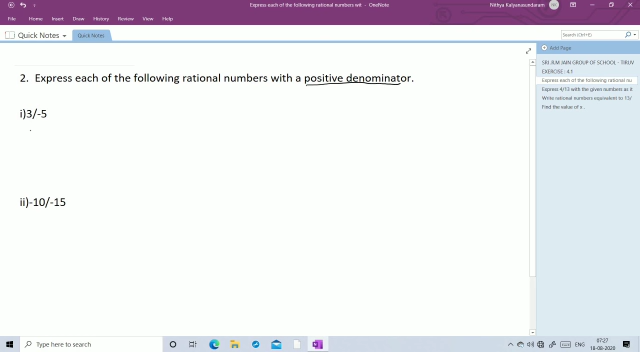 Express each of the following rational numbers wit - OneNote
Nithya Kalyanasundaram
File Home Insert Draw History Review View Help
Quick Notes
Quick Notes
Search (Ctrl+E)
Add Page
SRI JLM JAIN GROUP OF SCHOOL - TIRUV
EXERCISE : 4.1
Express each of the following rational nu
Express 4/13 with the given numbers as it
Write rational numbers equivalent to 13/
Find the value of x .
2. Express each of the following rational numbers with a positive denominator.
i)3/-5
ii)-10/-15
Type here to search
ENG
07:27
18-08-2020